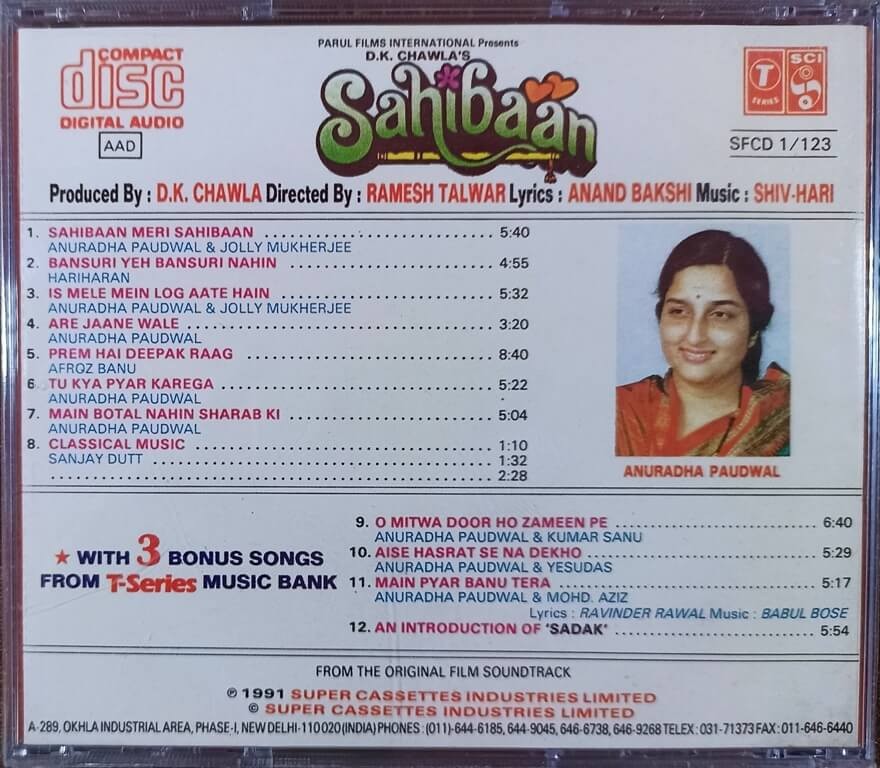 PARUL FILMS INTERNATIONAL Presents
D.K. CHAWLA'S
Sahibaan
COMPACT
disc
DIGITAL AUDIO
AAD
T
SERIES
SCI
SFCD 1/123
Produced By : D.K. CHAWLA Directed By : RAMESH TALWAR Lyrics : ANAND BAKSHI Music : SHIV-HARI
1. SAHIBAAN MERI SAHIBAAN ............................ 5:40
ANURADHA PAUDWAL & JOLLY MUKHERJEE
2. BANSURI YEH BANSURI NAHIN ......................... 4:55
HARIHARAN
3. IS MELE MEIN LOG AATE HAIN .......................... 5:32
ANURADHA PAUDWAL & JOLLY MUKHERJEE
4. ARE JAANE WALE ...................................... 3:20
ANURADHA PAUDWAL
5. PREM HAI DEEPAK RAAG .............................. 8:40
AFROZ BANU
6. TU KYA PYAR KAREGA .................................. 5:22
ANURADHA PAUDWAL
7. MAIN BOTAL NAHIN SHARAB KI ......................... 5:04
ANURADHA PAUDWAL
8. CLASSICAL MUSIC ..................................... 1:10
SANJAY DUTT .......................................... 1:32
....................................................... 2:28
ANURADHA PAUDWAL
★ WITH 3 BONUS SONGS
FROM T-Series MUSIC BANK
9. O MITWA DOOR HO ZAMEEN PE ......................... 6:40
ANURADHA PAUDWAL & KUMAR SANU
10. AISE HASRAT SE NA DEKHO ............................ 5:29
ANURADHA PAUDWAL & YESUDAS
11. MAIN PYAR BANU TERA ................................ 5:17
ANURADHA PAUDWAL & MOHD. AZIZ
Lyrics : RAVINDER RAWAL Music : BABUL BOSE
12. AN INTRODUCTION OF 'SADAK' ......................... 5:54
FROM THE ORIGINAL FILM SOUNDTRACK
℗ 1991 SUPER CASSETTES INDUSTRIES LIMITED
© SUPER CASSETTES INDUSTRIES LIMITED
A-289, OKHLA INDUSTRIAL AREA, PHASE-I, NEW DELHI-110 020 (INDIA) PHONES : (011)-644-6185, 644-9045, 646-6738, 646-9268 TELEX : 031-71373 FAX : 011-646-6440